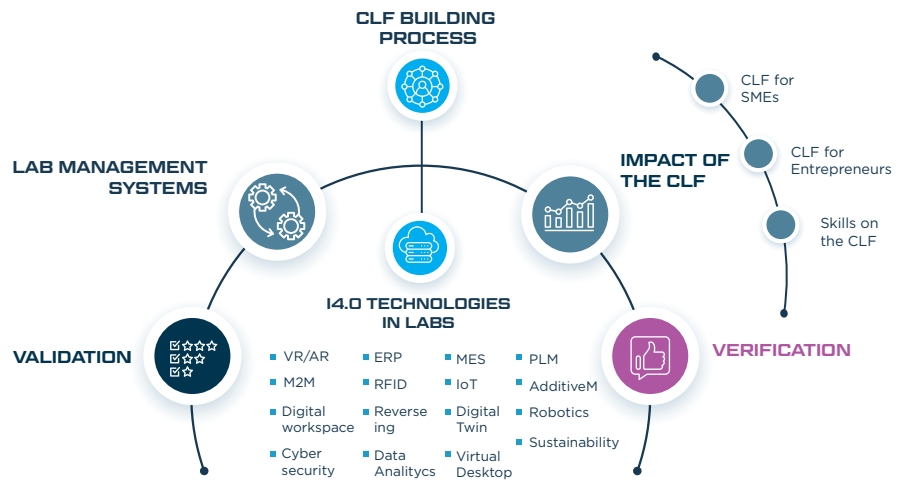 CLF BUILDING
PROCESS
LAB MANAGEMENT
SYSTEMS
IMPACT OF
THE CLF
CLF for
SMEs
CLF for
Entrepreneurs
Skills on
the CLF
I4.0 TECHNOLOGIES
IN LABS
VALIDATION
VERIFICATION
VR/AR
M2M
Digital
workspace
Cyber
security
ERP
RFID
Reverse
ing
Data
Analitycs
MES
IoT
Digital
Twin
Virtual
Desktop
PLM
AdditiveM
Robotics
Sustainability